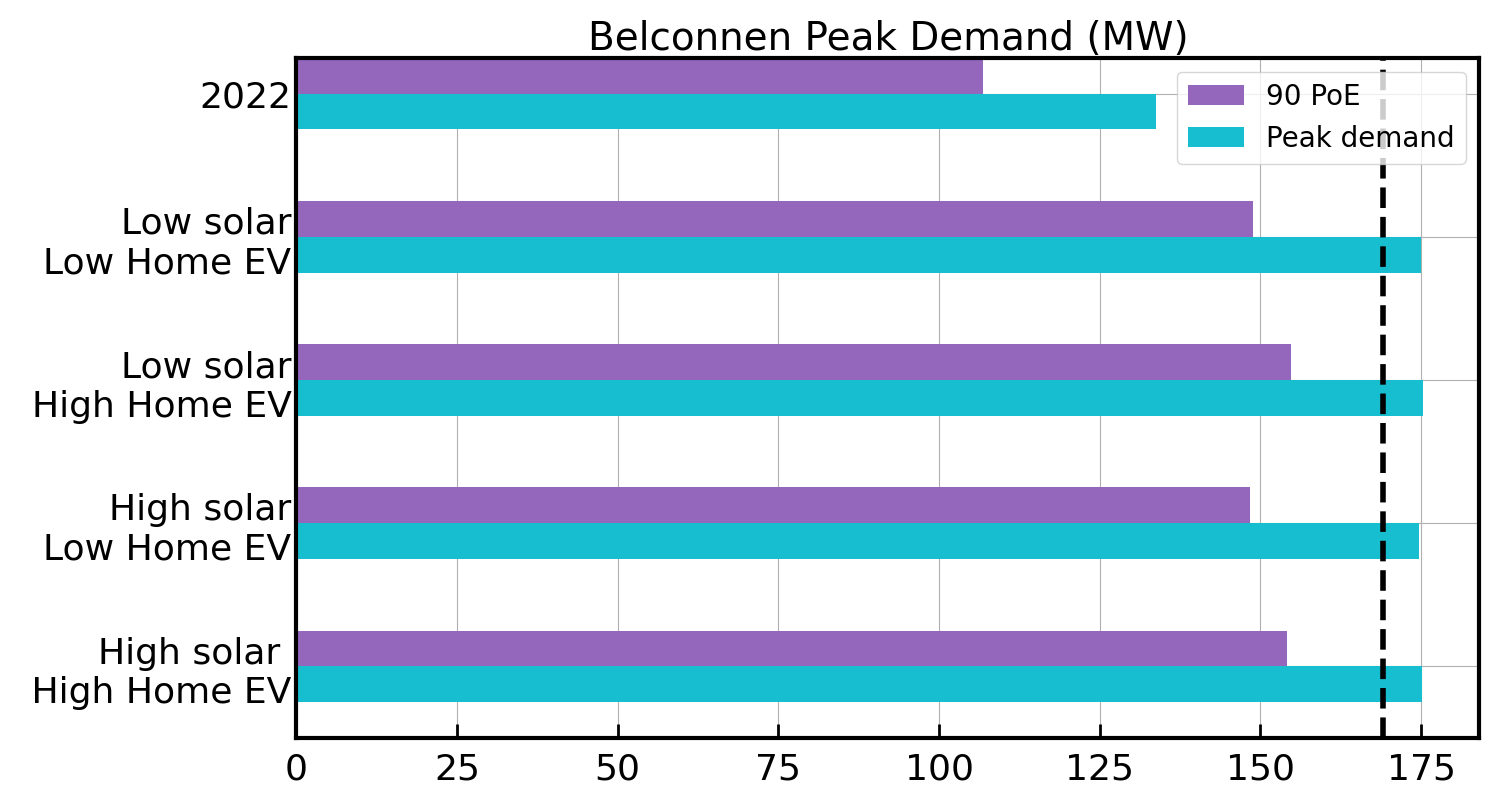 Belconnen Peak Demand (MW)
90 PoE
Peak demand
2022
Low solar
Low Home EV
Low solar
High Home EV
High solar
Low Home EV
High solar
High Home EV
0 25 50 75 100 125 150 175